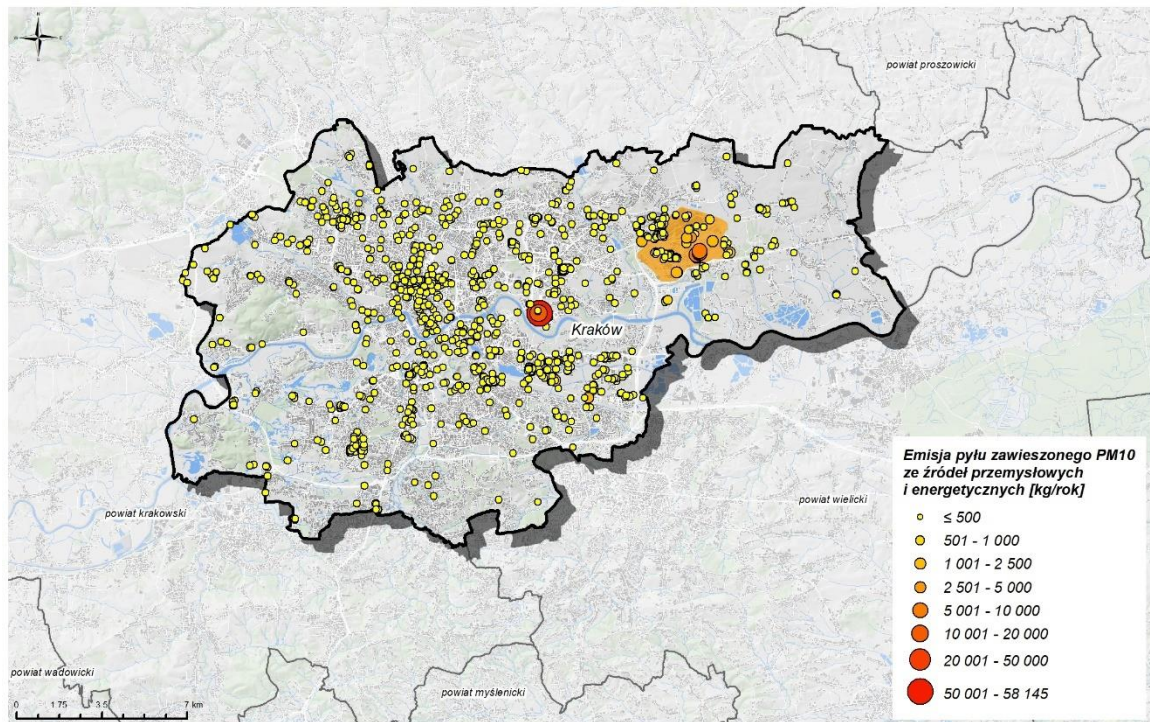 powiat proszowicki
Kraków
Emisja pyłu zawieszonego PM10
ze źródeł przemysłowych
i energetycznych [kg/rok]
≤ 500
501 - 1 000
1 001 - 2 500
2 501 - 5 000
5 001 - 10 000
10 001 - 20 000
20 001 - 50 000
50 001 - 58 145
powiat wielicki
powiat krakowski
powiat wadowicki
powiat myślenicki
0 1 75 3.5 7 km